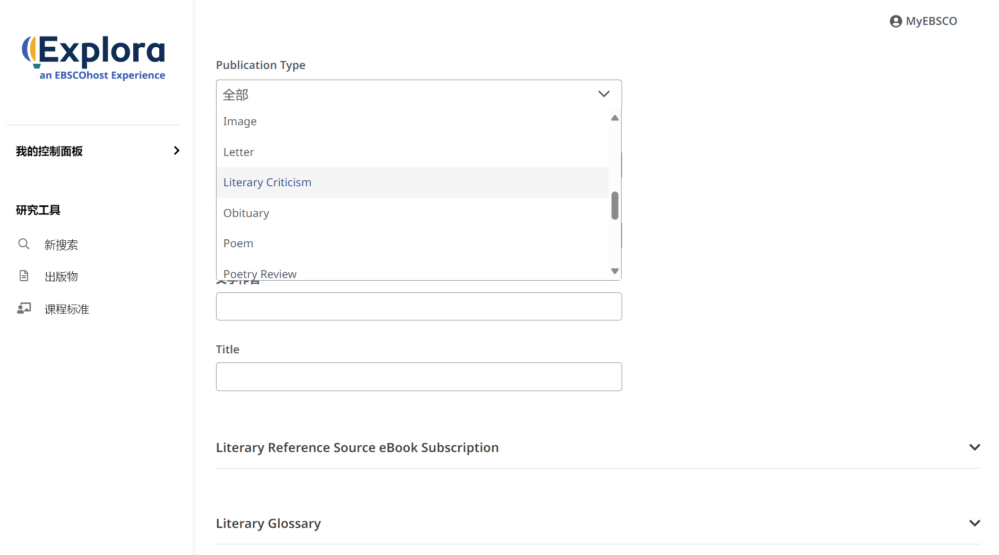 Explora
an EBSCOhost Experience
MyEBSCO
我的控制面板
研究工具
新搜索
出版物
课程标准
Publication Type
全部
Image
Letter
Literary Criticism
Obituary
Poem
Poetry Review
Title
Literary Reference Source eBook Subscription
Literary Glossary